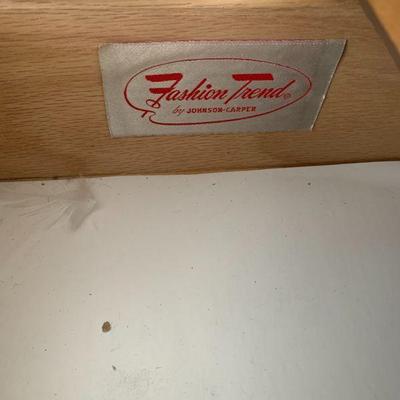 Fashion Trend®
by JOHNSON-CARPER